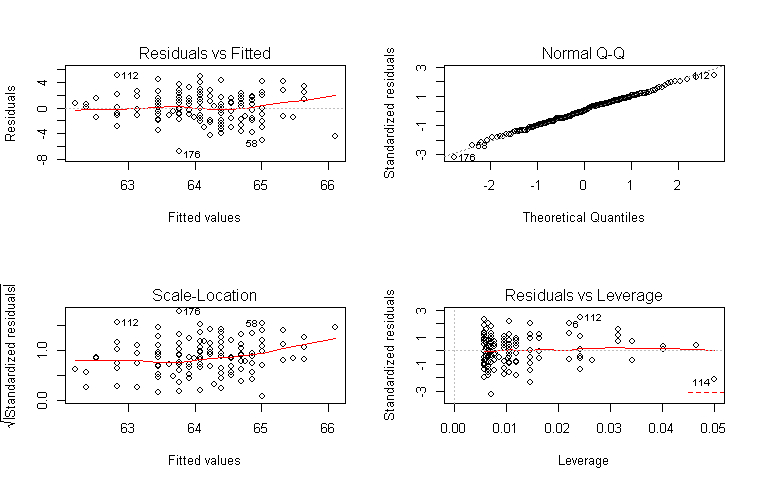 Residuals vs Fitted
Residuals
4
0
-4
-8
112
58
176
63 64 65 66
Fitted values
Normal Q-Q
Standardized residuals
3
1
-1
-3
112
58
176
-2 -1 0 1 2
Theoretical Quantiles
Scale-Location
√|Standardized residuals|
1.0
0.0
112
176
58
63 64 65 66
Fitted values
Residuals vs Leverage
Standardized residuals
3
1
-1
-3
6
112
114
0.00 0.01 0.02 0.03 0.04 0.05
Leverage